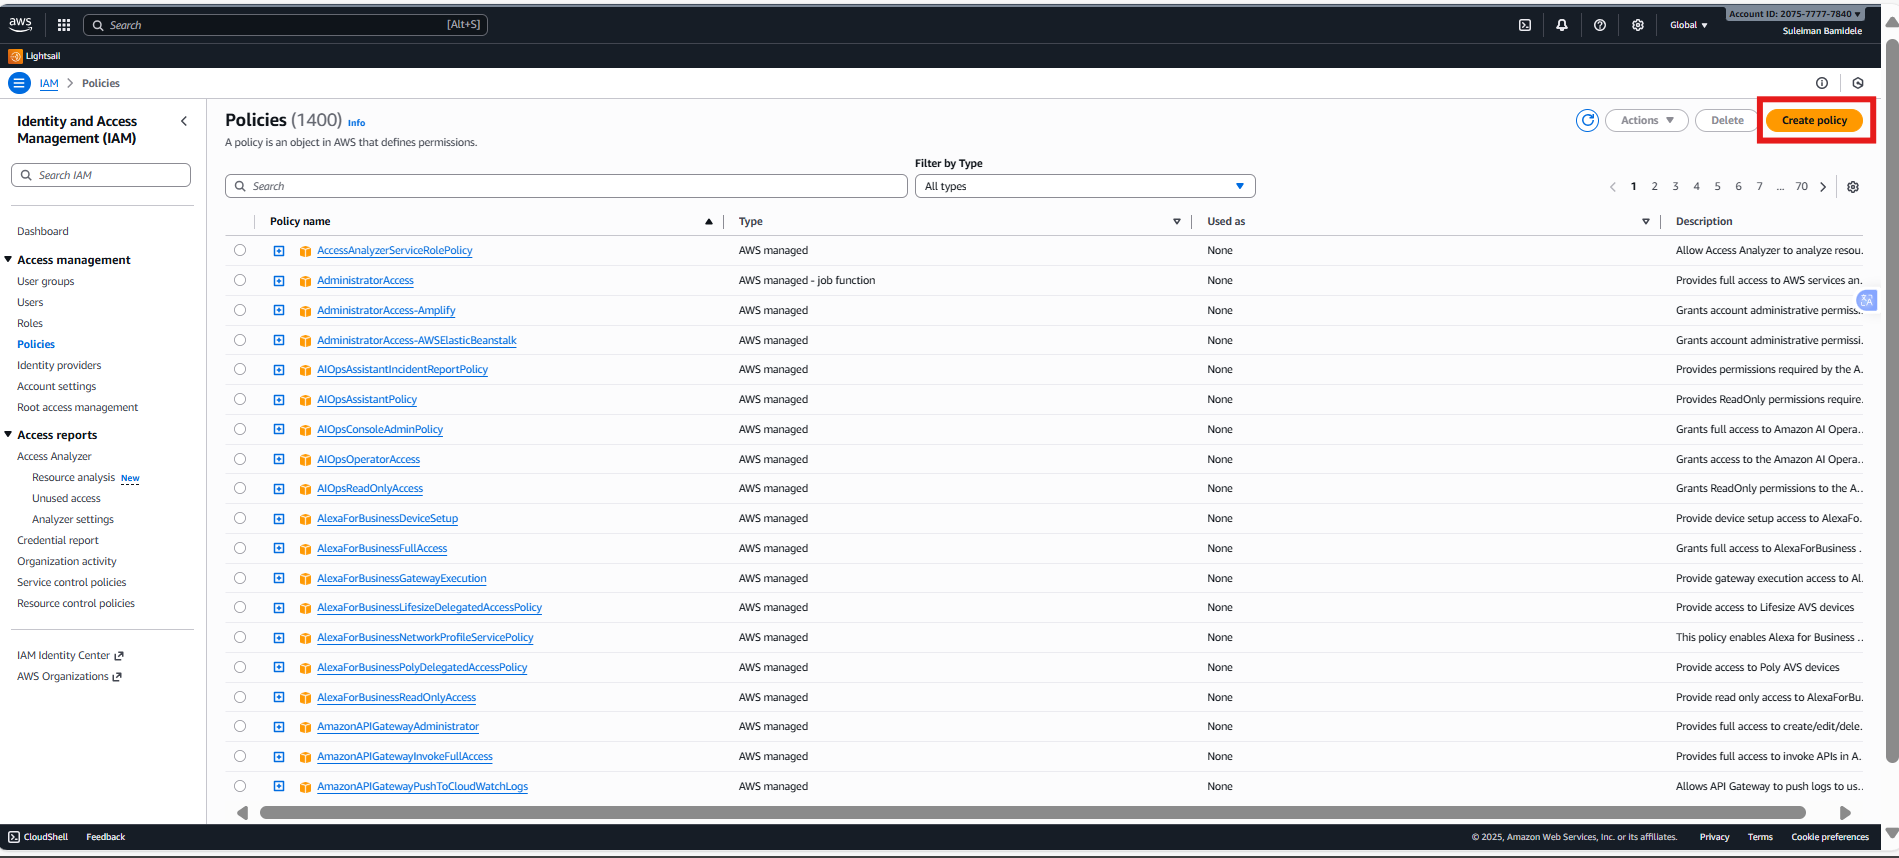 aws
Search
[Alt+S]
Global ▼
Account ID: 2075-7777-7840 ▼
Suleiman Bamidele
Lightsail
IAM > Policies
Identity and Access Management (IAM)
Search IAM
Dashboard
Access management
User groups
Users
Roles
Policies
Identity providers
Account settings
Root access management
Access reports
Access Analyzer
Resource analysis New
Unused access
Analyzer settings
Credential report
Organization activity
Service control policies
Resource control policies
IAM Identity Center
AWS Organizations
Policies (1400) Info
A policy is an object in AWS that defines permissions.
Actions ▼
Delete
Create policy
Filter by Type
Search
All types
1 2 3 4 5 6 7 ... 70
Policy name Type Used as Description
AccessAnalyzerServiceRolePolicy AWS managed None Allow Access Analyzer to analyze resou...
AdministratorAccess AWS managed - job function None Provides full access to AWS services an...
AdministratorAccess-Amplify AWS managed None Grants account administrative permiss...
AdministratorAccess-AWSElasticBeanstalk AWS managed None Grants account administrative permissi...
AIOpsAssistantIncidentReportPolicy AWS managed None Provides permissions required by the A...
AIOpsAssistantPolicy AWS managed None Provides ReadOnly permissions require...
AIOpsConsoleAdminPolicy AWS managed None Grants full access to Amazon AI Opera...
AIOpsOperatorAccess AWS managed None Grants access to the Amazon AI Opera...
AIOpsReadOnlyAccess AWS managed None Grants ReadOnly permissions to the A...
AlexaForBusinessDeviceSetup AWS managed None Provide device setup access to AlexaFo...
AlexaForBusinessFullAccess AWS managed None Grants full access to AlexaForBusiness ...
AlexaForBusinessGatewayExecution AWS managed None Provide gateway execution access to Al...
AlexaForBusinessLifesizeDelegatedAccessPolicy AWS managed None Provide access to Lifesize AVS devices
AlexaForBusinessNetworkProfileServicePolicy AWS managed None This policy enables Alexa for Business ...
AlexaForBusinessPolyDelegatedAccessPolicy AWS managed None Provide access to Poly AVS devices
AlexaForBusinessReadOnlyAccess AWS managed None Provide read only access to AlexaForBu...
AmazonAPIGatewayAdministrator AWS managed None Provides full access to create/edit/dele...
AmazonAPIGatewayInvokeFullAccess AWS managed None Provides full access to invoke APIs in A...
AmazonAPIGatewayPushToCloudWatchLogs AWS managed None Allows API Gateway to push logs to us...
CloudShell Feedback © 2025, Amazon Web Services, Inc. or its affiliates. Privacy Terms Cookie preferences